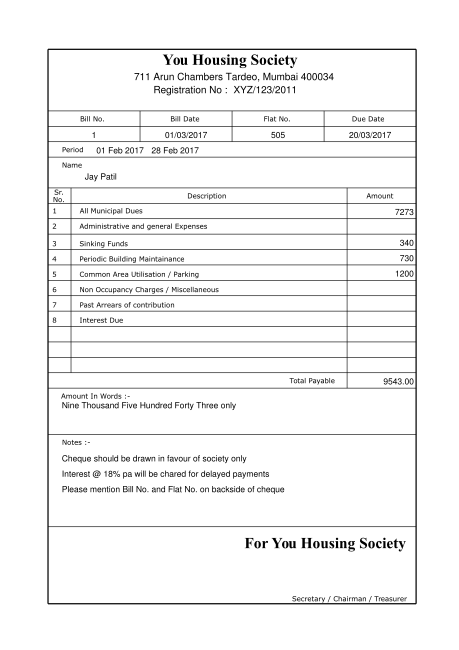 You Housing Society
711 Arun Chambers Tardeo, Mumbai 400034
Registration No :  XYZ/123/2011
Bill No. Bill Date Flat No. Due Date
1 01/03/2017 505 20/03/2017
Period 01 Feb 2017 28 Feb 2017
Name
Jay Patil
Sr. No. Description Amount
1 All Municipal Dues 7273
2 Administrative and general Expenses
3 Sinking Funds 340
4 Periodic Building Maintainance 730
5 Common Area Utilisation / Parking 1200
6 Non Occupancy Charges / Miscellaneous
7 Past Arrears of contribution
8 Interest Due
Total Payable 9543.00
Amount In Words :-
Nine Thousand Five Hundred Forty Three only
Notes :-
Cheque should be drawn in favour of society only
Interest @ 18% pa will be chared for delayed payments
Please mention Bill No. and Flat No. on backside of cheque
For You Housing Society
Secretary / Chairman / Treasurer